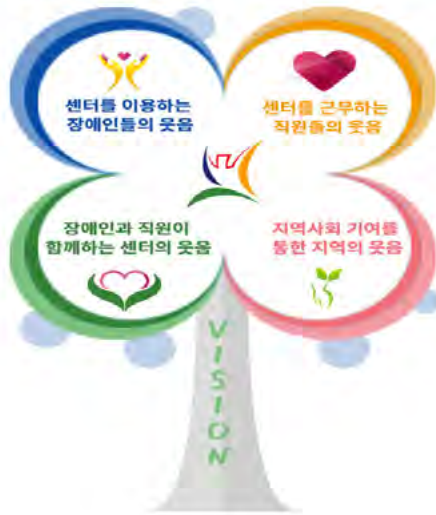 센터를 이용하는
장애인들의 웃음
센터를 근무하는
직원들의 웃음
장애인과 직원이
함께하는 센터의 웃음
지역사회 기여를
통한 지역의 웃음
VISION